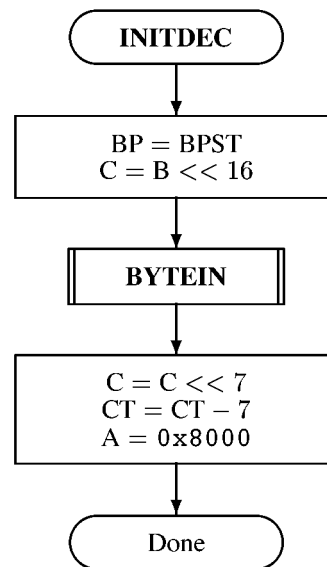 INITDEC
BP = BPST
C = B << 16
BYTEIN
C = C << 7
CT = CT − 7
A = 0x8000
Done